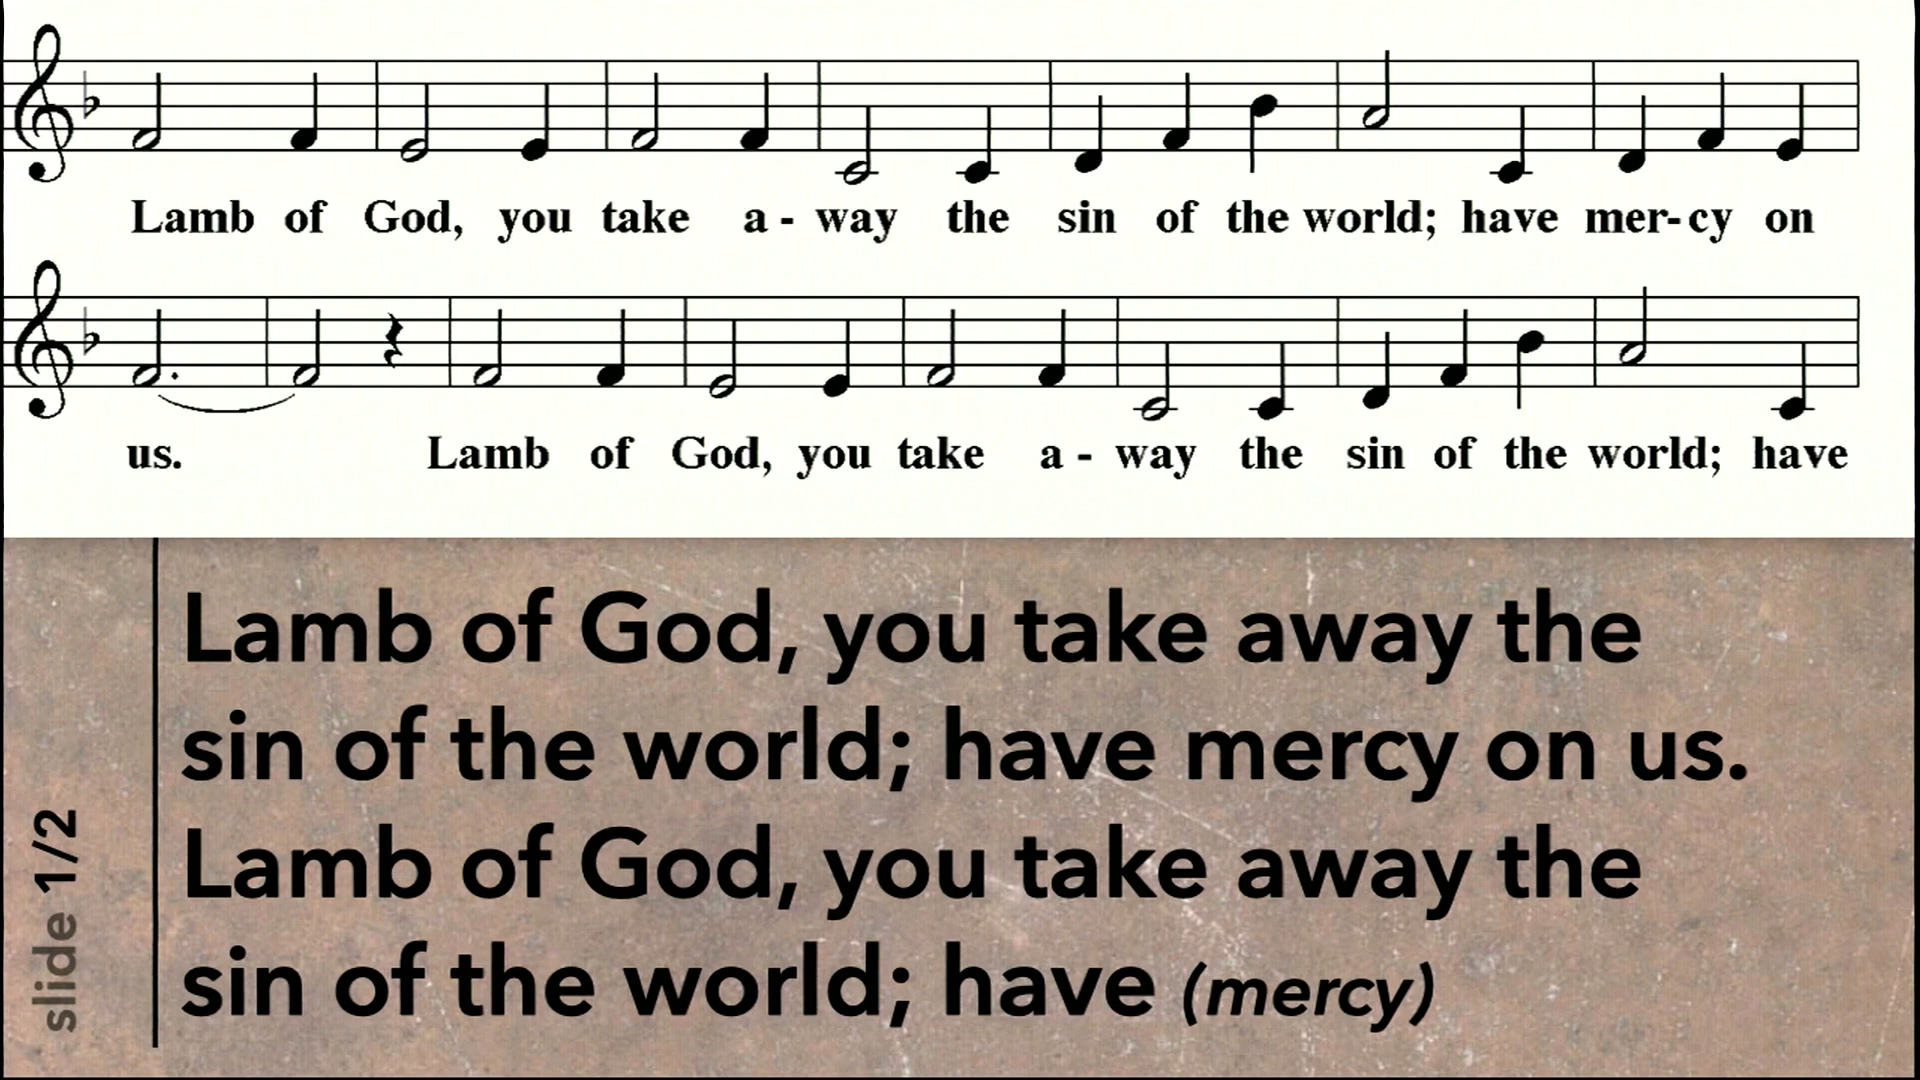 Lamb of God, you take a - way the sin of the world; have mer- cy on
us. Lamb of God, you take a - way the sin of the world; have
Lamb of God, you take away the
sin of the world; have mercy on us.
Lamb of God, you take away the
sin of the world; have (mercy)
slide 1/2